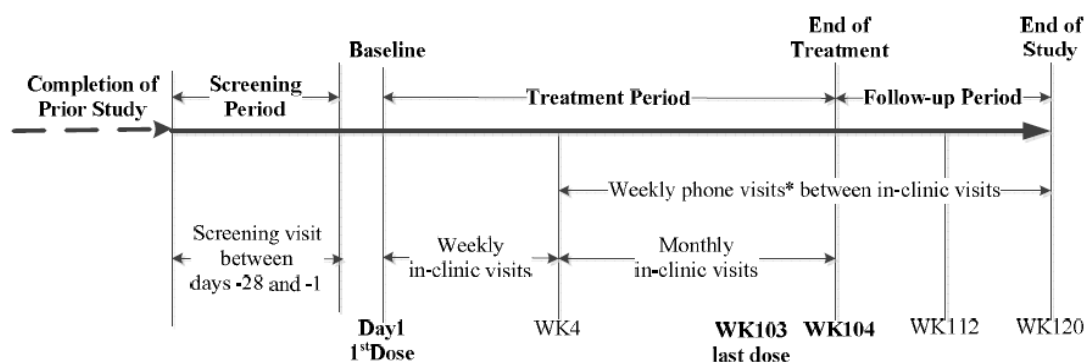 Completion of
Prior Study
Screening
Period
Baseline
Treatment Period
End of
Treatment
Follow-up Period
End of
Study
Weekly phone visits* between in-clinic visits
Screening visit
between
days -28 and -1
Weekly
in-clinic visits
Monthly
in-clinic visits
Day1
1stDose
WK4
WK103
last dose
WK104
WK112
WK120